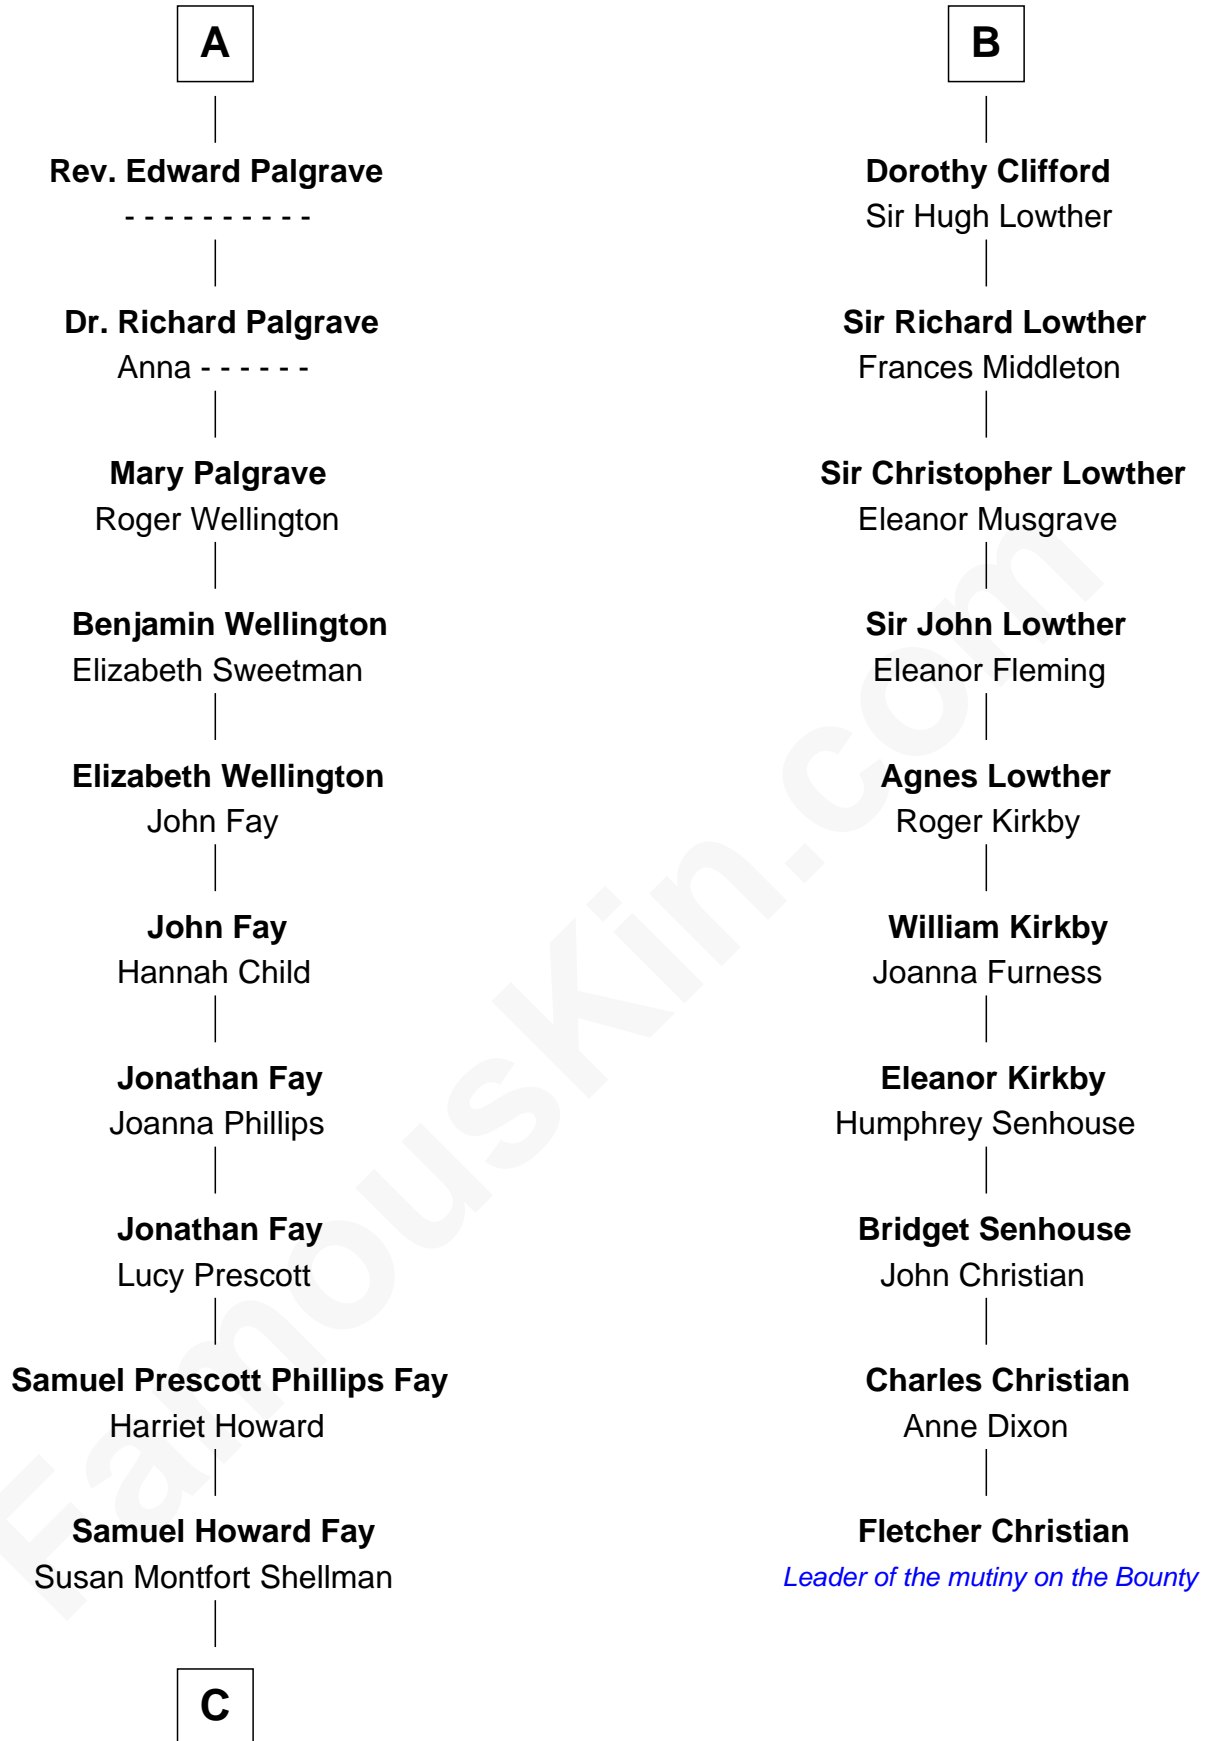 A
Rev. Edward Palgrave
- - - - - - - - - -
Dr. Richard Palgrave
Anna - - - - - -
Mary Palgrave
Roger Wellington
Benjamin Wellington
Elizabeth Sweetman
Elizabeth Wellington
John Fay
John Fay
Hannah Child
Jonathan Fay
Joanna Phillips
Jonathan Fay
Lucy Prescott
Samuel Prescott Phillips Fay
Harriet Howard
Samuel Howard Fay
Susan Montfort Shellman
C
B
Dorothy Clifford
Sir Hugh Lowther
Sir Richard Lowther
Frances Middleton
Sir Christopher Lowther
Eleanor Musgrave
Sir John Lowther
Eleanor Fleming
Agnes Lowther
Roger Kirkby
William Kirkby
Joanna Furness
Eleanor Kirkby
Humphrey Senhouse
Bridget Senhouse
John Christian
Charles Christian
Anne Dixon
Fletcher Christian
Leader of the mutiny on the Bounty
FamousKin.com